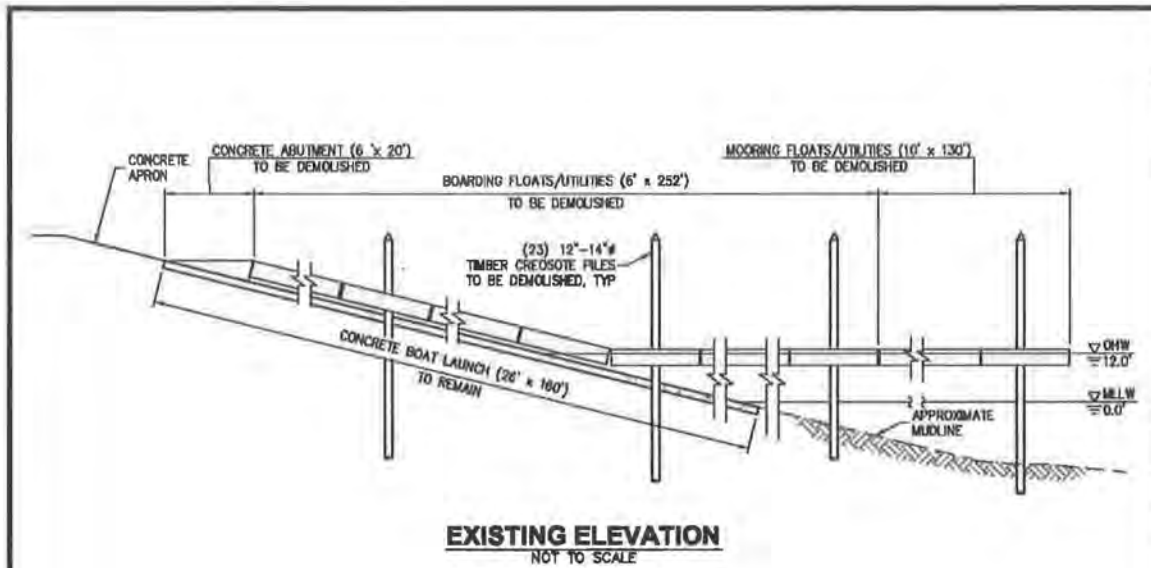 CONCRETE ABUTMENT (6 'x 20')
TO BE DEMOLISHED
MOORING FLOATS/UTILITIES (10' x 130')
TO BE DEMOLISHED
CONCRETE
APRON
BOARDING FLOATS/UTILITIES (6' x 252')
TO BE DEMOLISHED
(23) 12"-14"ø
TIMBER CREOSOTE PILES
TO BE DEMOLISHED, TYP
CONCRETE BOAT LAUNCH (26' x 160')
TO REMAIN
OHW
12.0'
MLLW
0.0'
APPROXIMATE
MUDLINE
EXISTING ELEVATION
NOT TO SCALE